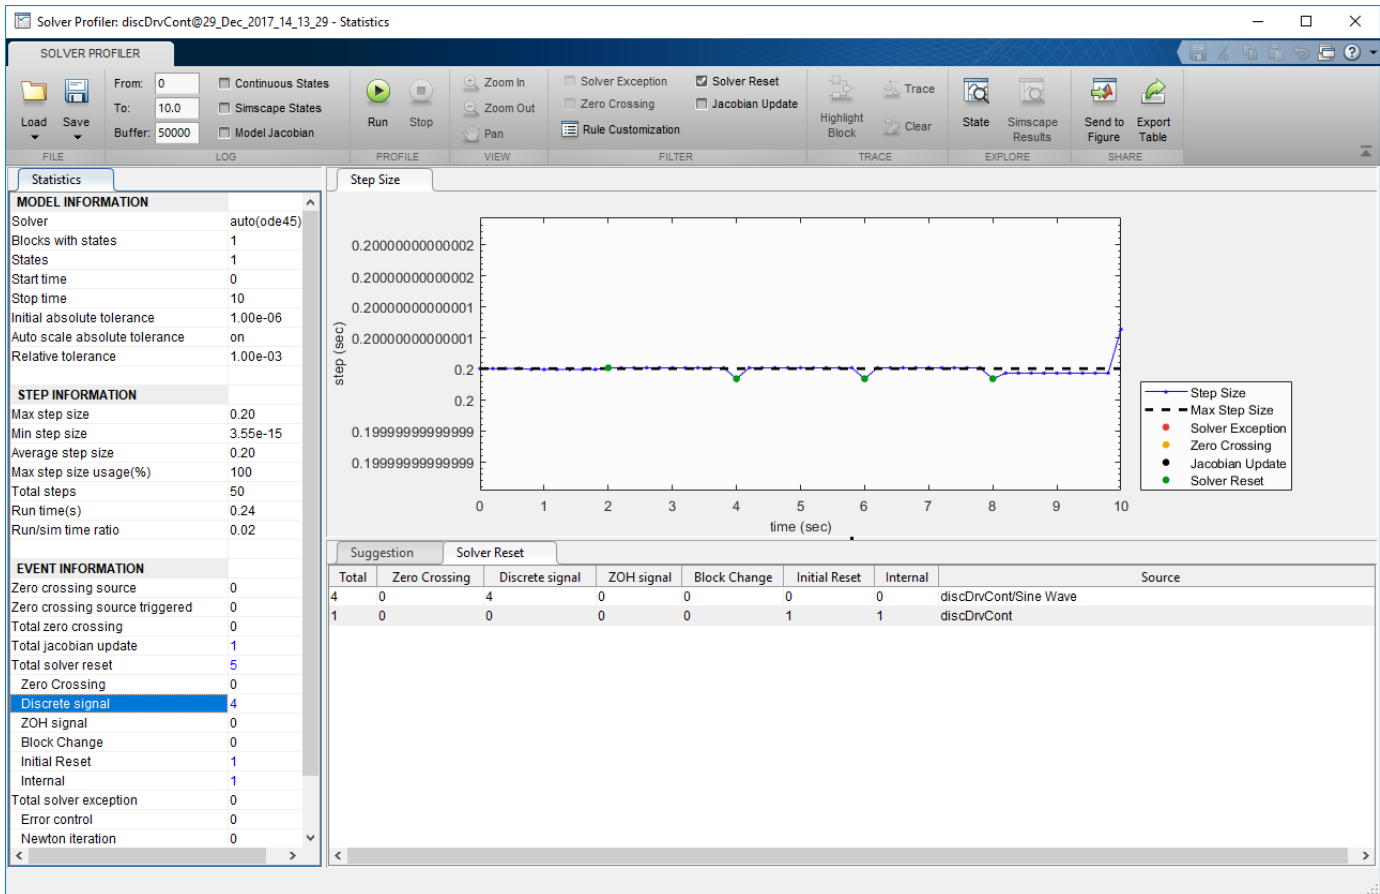 Solver Profiler: discDrvCont@29_Dec_2017_14_13_29 - Statistics
SOLVER PROFILER
Load
Save
From: 0
To: 10.0
Buffer: 50000
Continuous States
Simscape States
Model Jacobian
Run
Stop
Zoom In
Zoom Out
Pan
Solver Exception
Zero Crossing
Rule Customization
Solver Reset
Jacobian Update
Highlight
Block
Trace
Clear
State
Simscape
Results
Send to
Figure
Export
Table
FILE LOG PROFILE VIEW FILTER TRACE EXPLORE SHARE
Statistics
MODEL INFORMATION
Solver auto(ode45)
Blocks with states 1
States 1
Start time 0
Stop time 10
Initial absolute tolerance 1.00e-06
Auto scale absolute tolerance on
Relative tolerance 1.00e-03
STEP INFORMATION
Max step size 0.20
Min step size 3.55e-15
Average step size 0.20
Max step size usage(%) 100
Total steps 50
Run time(s) 0.24
Run/sim time ratio 0.02
EVENT INFORMATION
Zero crossing source 0
Zero crossing source triggered 0
Total zero crossing 0
Total jacobian update 1
Total solver reset 5
Zero Crossing 0
Discrete signal 4
ZOH signal 0
Block Change 0
Initial Reset 1
Internal 1
Total solver exception 0
Error control 0
Newton iteration 0
Step Size
0.20000000000002
0.20000000000002
0.20000000000001
0.20000000000001
0.2
0.2
0.19999999999999
0.19999999999999
step (sec)
0 1 2 3 4 5 6 7 8 9 10
time (sec)
Step Size
Max Step Size
Solver Exception
Zero Crossing
Jacobian Update
Solver Reset
Suggestion Solver Reset
Total Zero Crossing Discrete signal ZOH signal Block Change Initial Reset Internal Source
4 0 4 0 0 0 0 discDrvCont/Sine Wave
1 0 0 0 0 1 1 discDrvCont